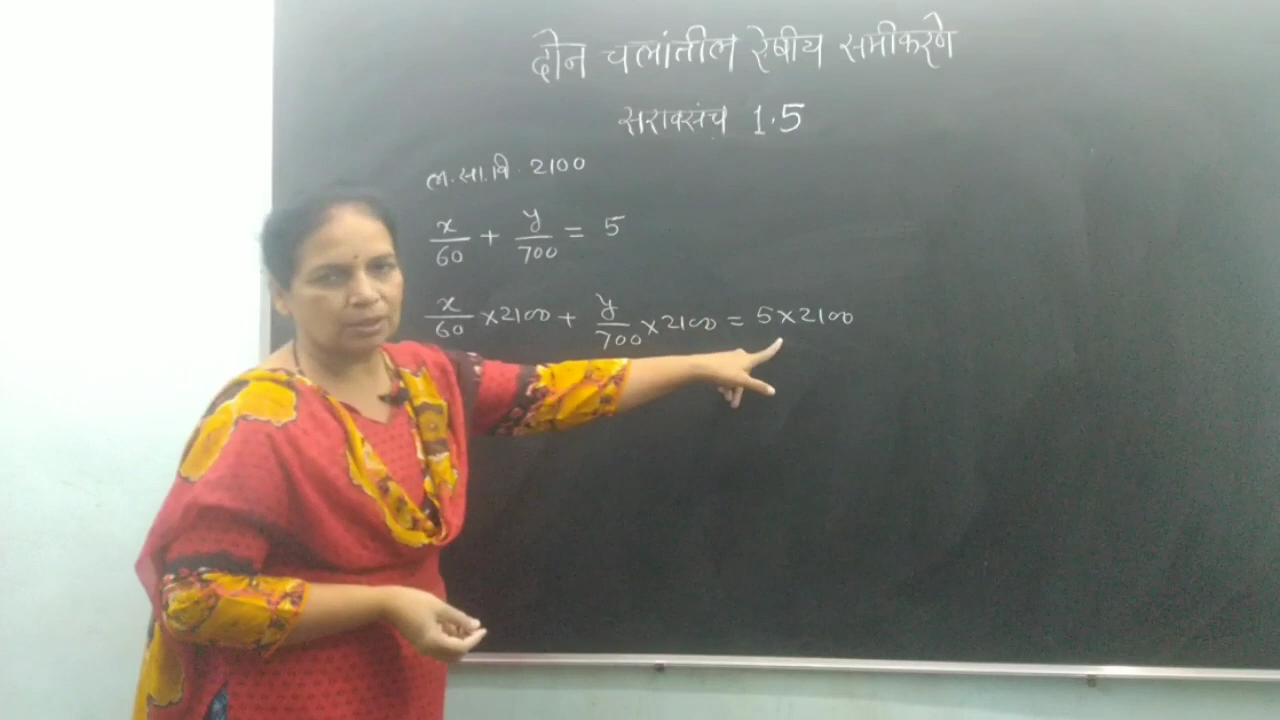 दोन चलांतील रेषीय समीकरणे
सरावसंच 1.5
ल.सा.वि. 2100
x/60 + y/700 = 5
x/60 ×2100 + y/700 ×2100 = 5×2100